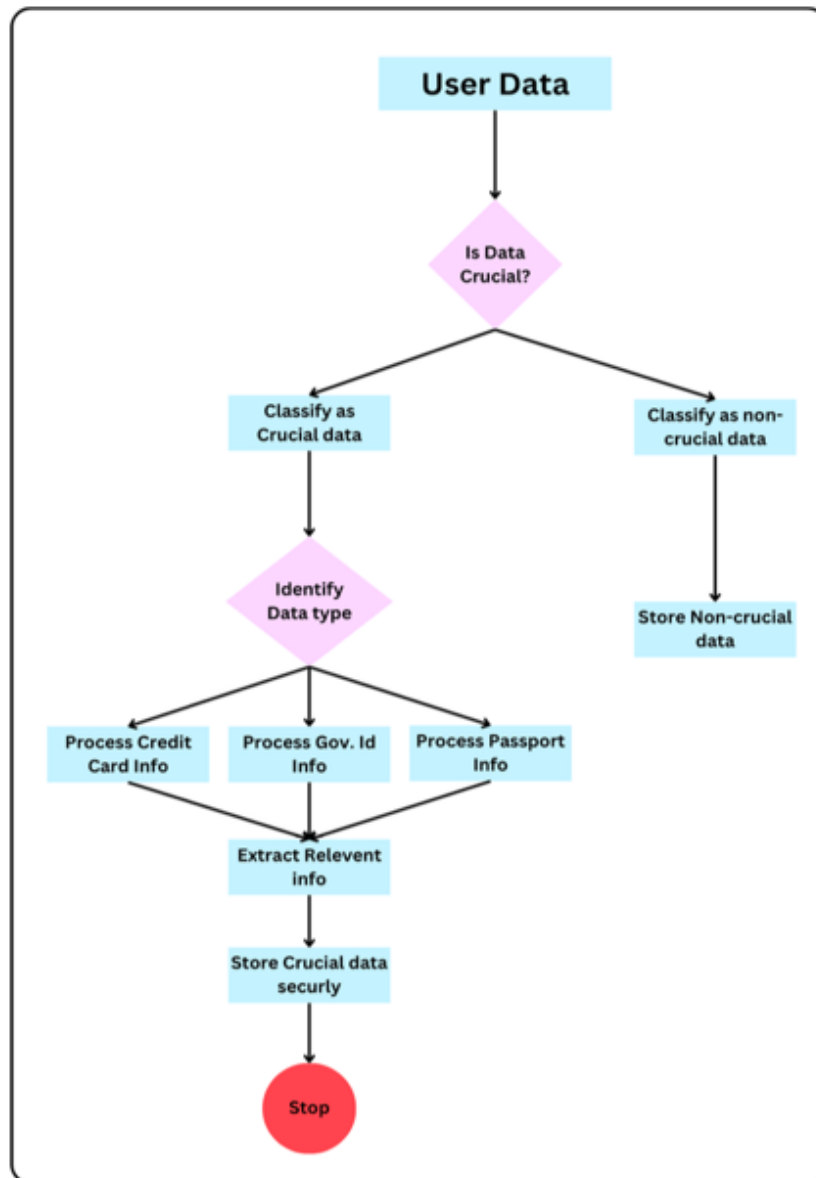 User Data
Is Data
Crucial?
Classify as
Crucial data
Classify as non-
crucial data
Identify
Data type
Store Non-crucial
data
Process Credit
Card Info
Process Gov. Id
Info
Process Passport
Info
Extract Relevent
info
Store Crucial data
securly
Stop